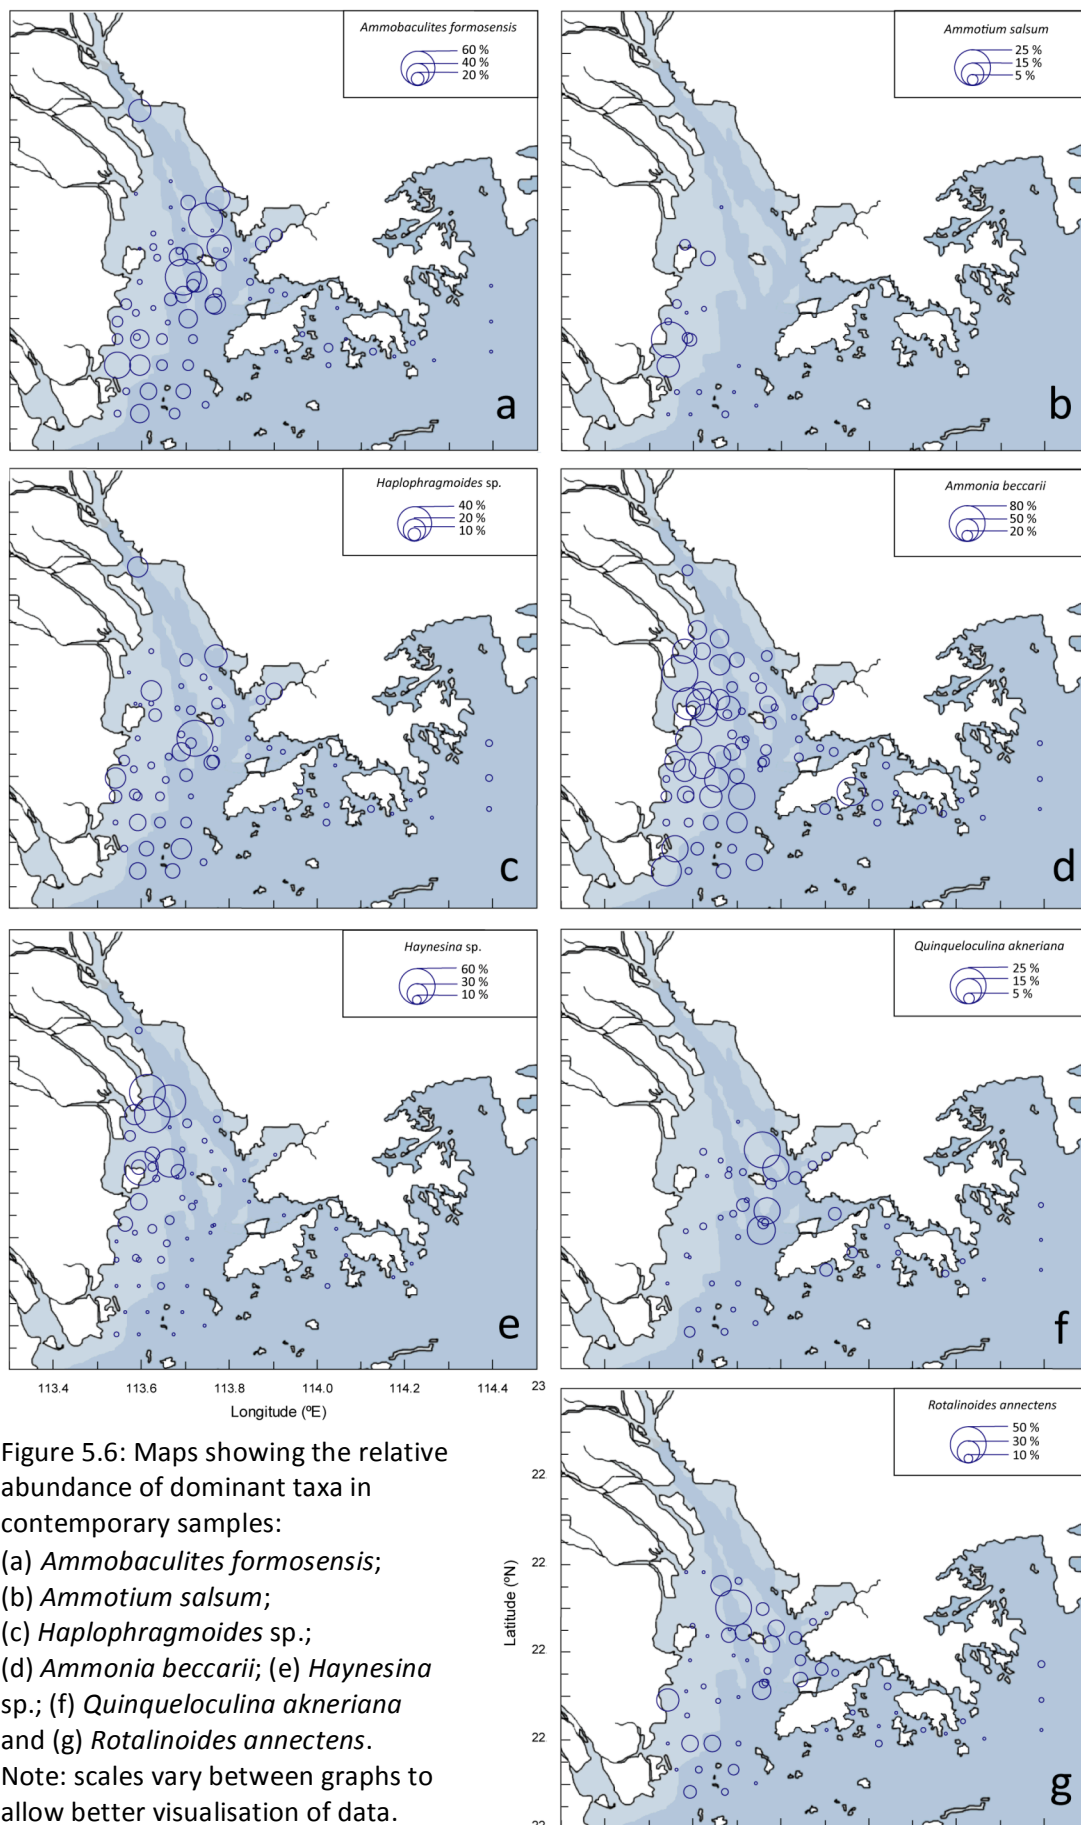 Ammobaculites formosensis
60 %
40 %
20 %
a
Ammotium salsum
25 %
15 %
5 %
b
Haplophragmoides sp.
40 %
20 %
10 %
c
Ammonia beccarii
80 %
50 %
20 %
d
Haynesina sp.
60 %
30 %
10 %
e
Quinqueloculina akneriana
25 %
15 %
5 %
f
113.4 113.6 113.8 114.0 114.2 114.4
Longitude (ºE)
Rotalinoides annectens
50 %
30 %
10 %
g
23
22
22
22
22
Latitude (ºN)
Figure 5.6: Maps showing the relative
abundance of dominant taxa in
contemporary samples:
(a) Ammobaculites formosensis;
(b) Ammotium salsum;
(c) Haplophragmoides sp.;
(d) Ammonia beccarii; (e) Haynesina
sp.; (f) Quinqueloculina akneriana
and (g) Rotalinoides annectens.
Note: scales vary between graphs to
allow better visualisation of data.